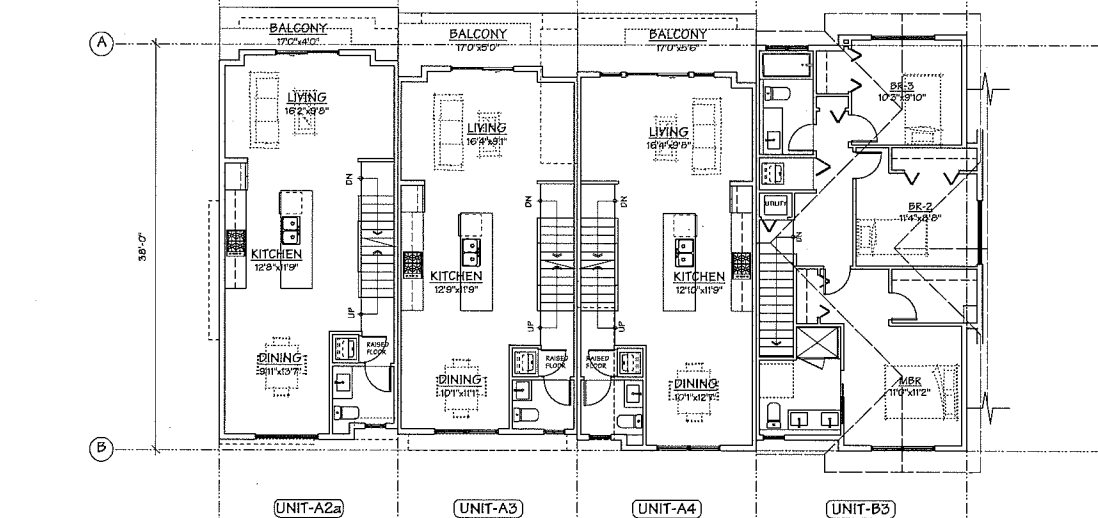 A
BALCONY
17'0"x4'0"
BALCONY
17'0"x5'0"
BALCONY
17'0"x5'6"
BR-3
10'3"x9'10"
LIVING
16'2"x9'8"
LIVING
16'4"x9'1"
LIVING
16'4"x9'8"
DN
DN
DN
UTILITY
BR-2
11'4"x8'8"
DN
38'-0"
KITCHEN
12'8"x11'9"
KITCHEN
12'9"x11'9"
KITCHEN
12'10"x11'9"
UP
UP
UP
RAISED
FLOOR
RAISED
FLOOR
RAISED
FLOOR
DINING
9'11"x13'7"
DINING
10'1"x11'1"
DINING
10'1"x12'7"
MBR
11'0"x11'2"
B
UNIT-A2a
UNIT-A3
UNIT-A4
UNIT-B3